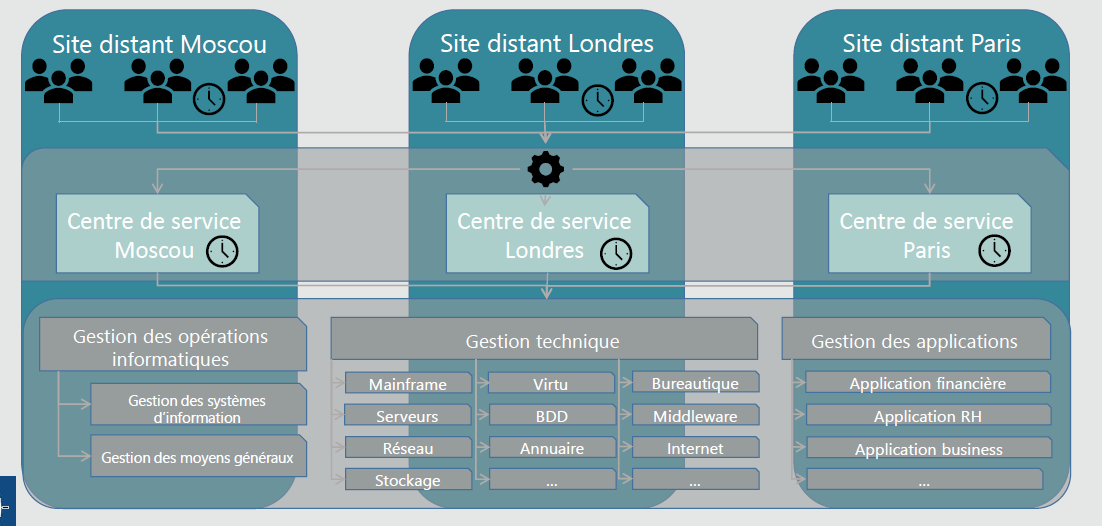 Site distant Moscou
Site distant Londres
Site distant Paris
Centre de service
Moscou
Centre de service
Londres
Centre de service
Paris
Gestion des opérations
informatiques
Gestion des systèmes
d'information
Gestion des moyens généraux
Gestion technique
Mainframe
Serveurs
Réseau
Stockage
Virtu
BDD
Annuaire
...
Bureautique
Middleware
Internet
...
Gestion des applications
Application financière
Application RH
Application business
...